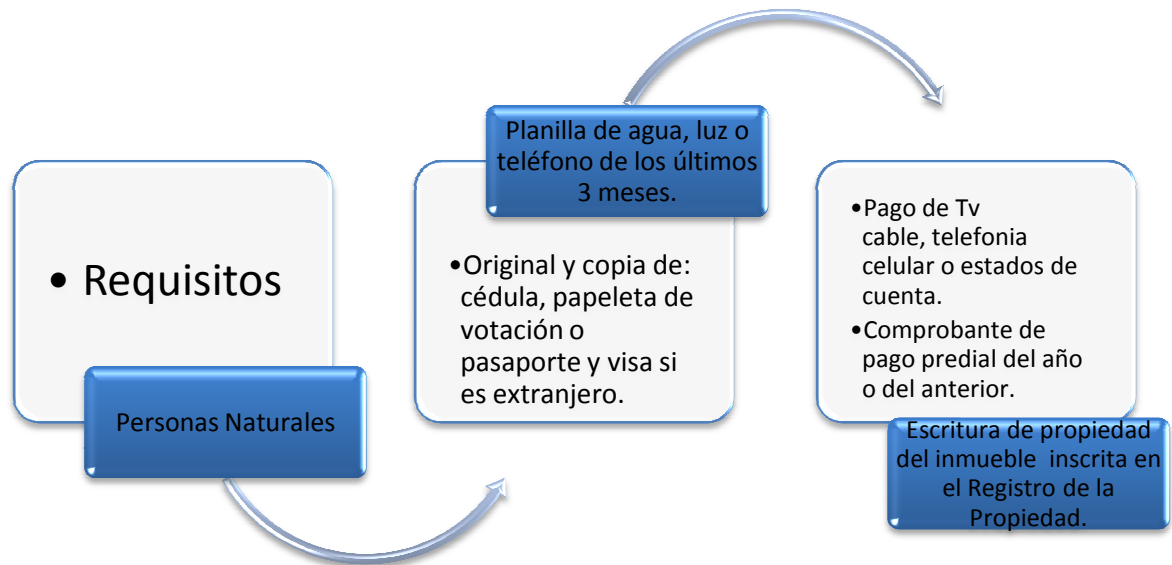 • Requisitos
Personas Naturales
Planilla de agua, luz o
teléfono de los últimos
3 meses.
•Original y copia de:
cédula, papeleta de
votación o
pasaporte y visa si
es extranjero.
•Pago de Tv
cable, telefonia
celular o estados de
cuenta.
•Comprobante de
pago predial del año
o del anterior.
Escritura de propiedad
del inmueble inscrita en
el Registro de la
Propiedad.